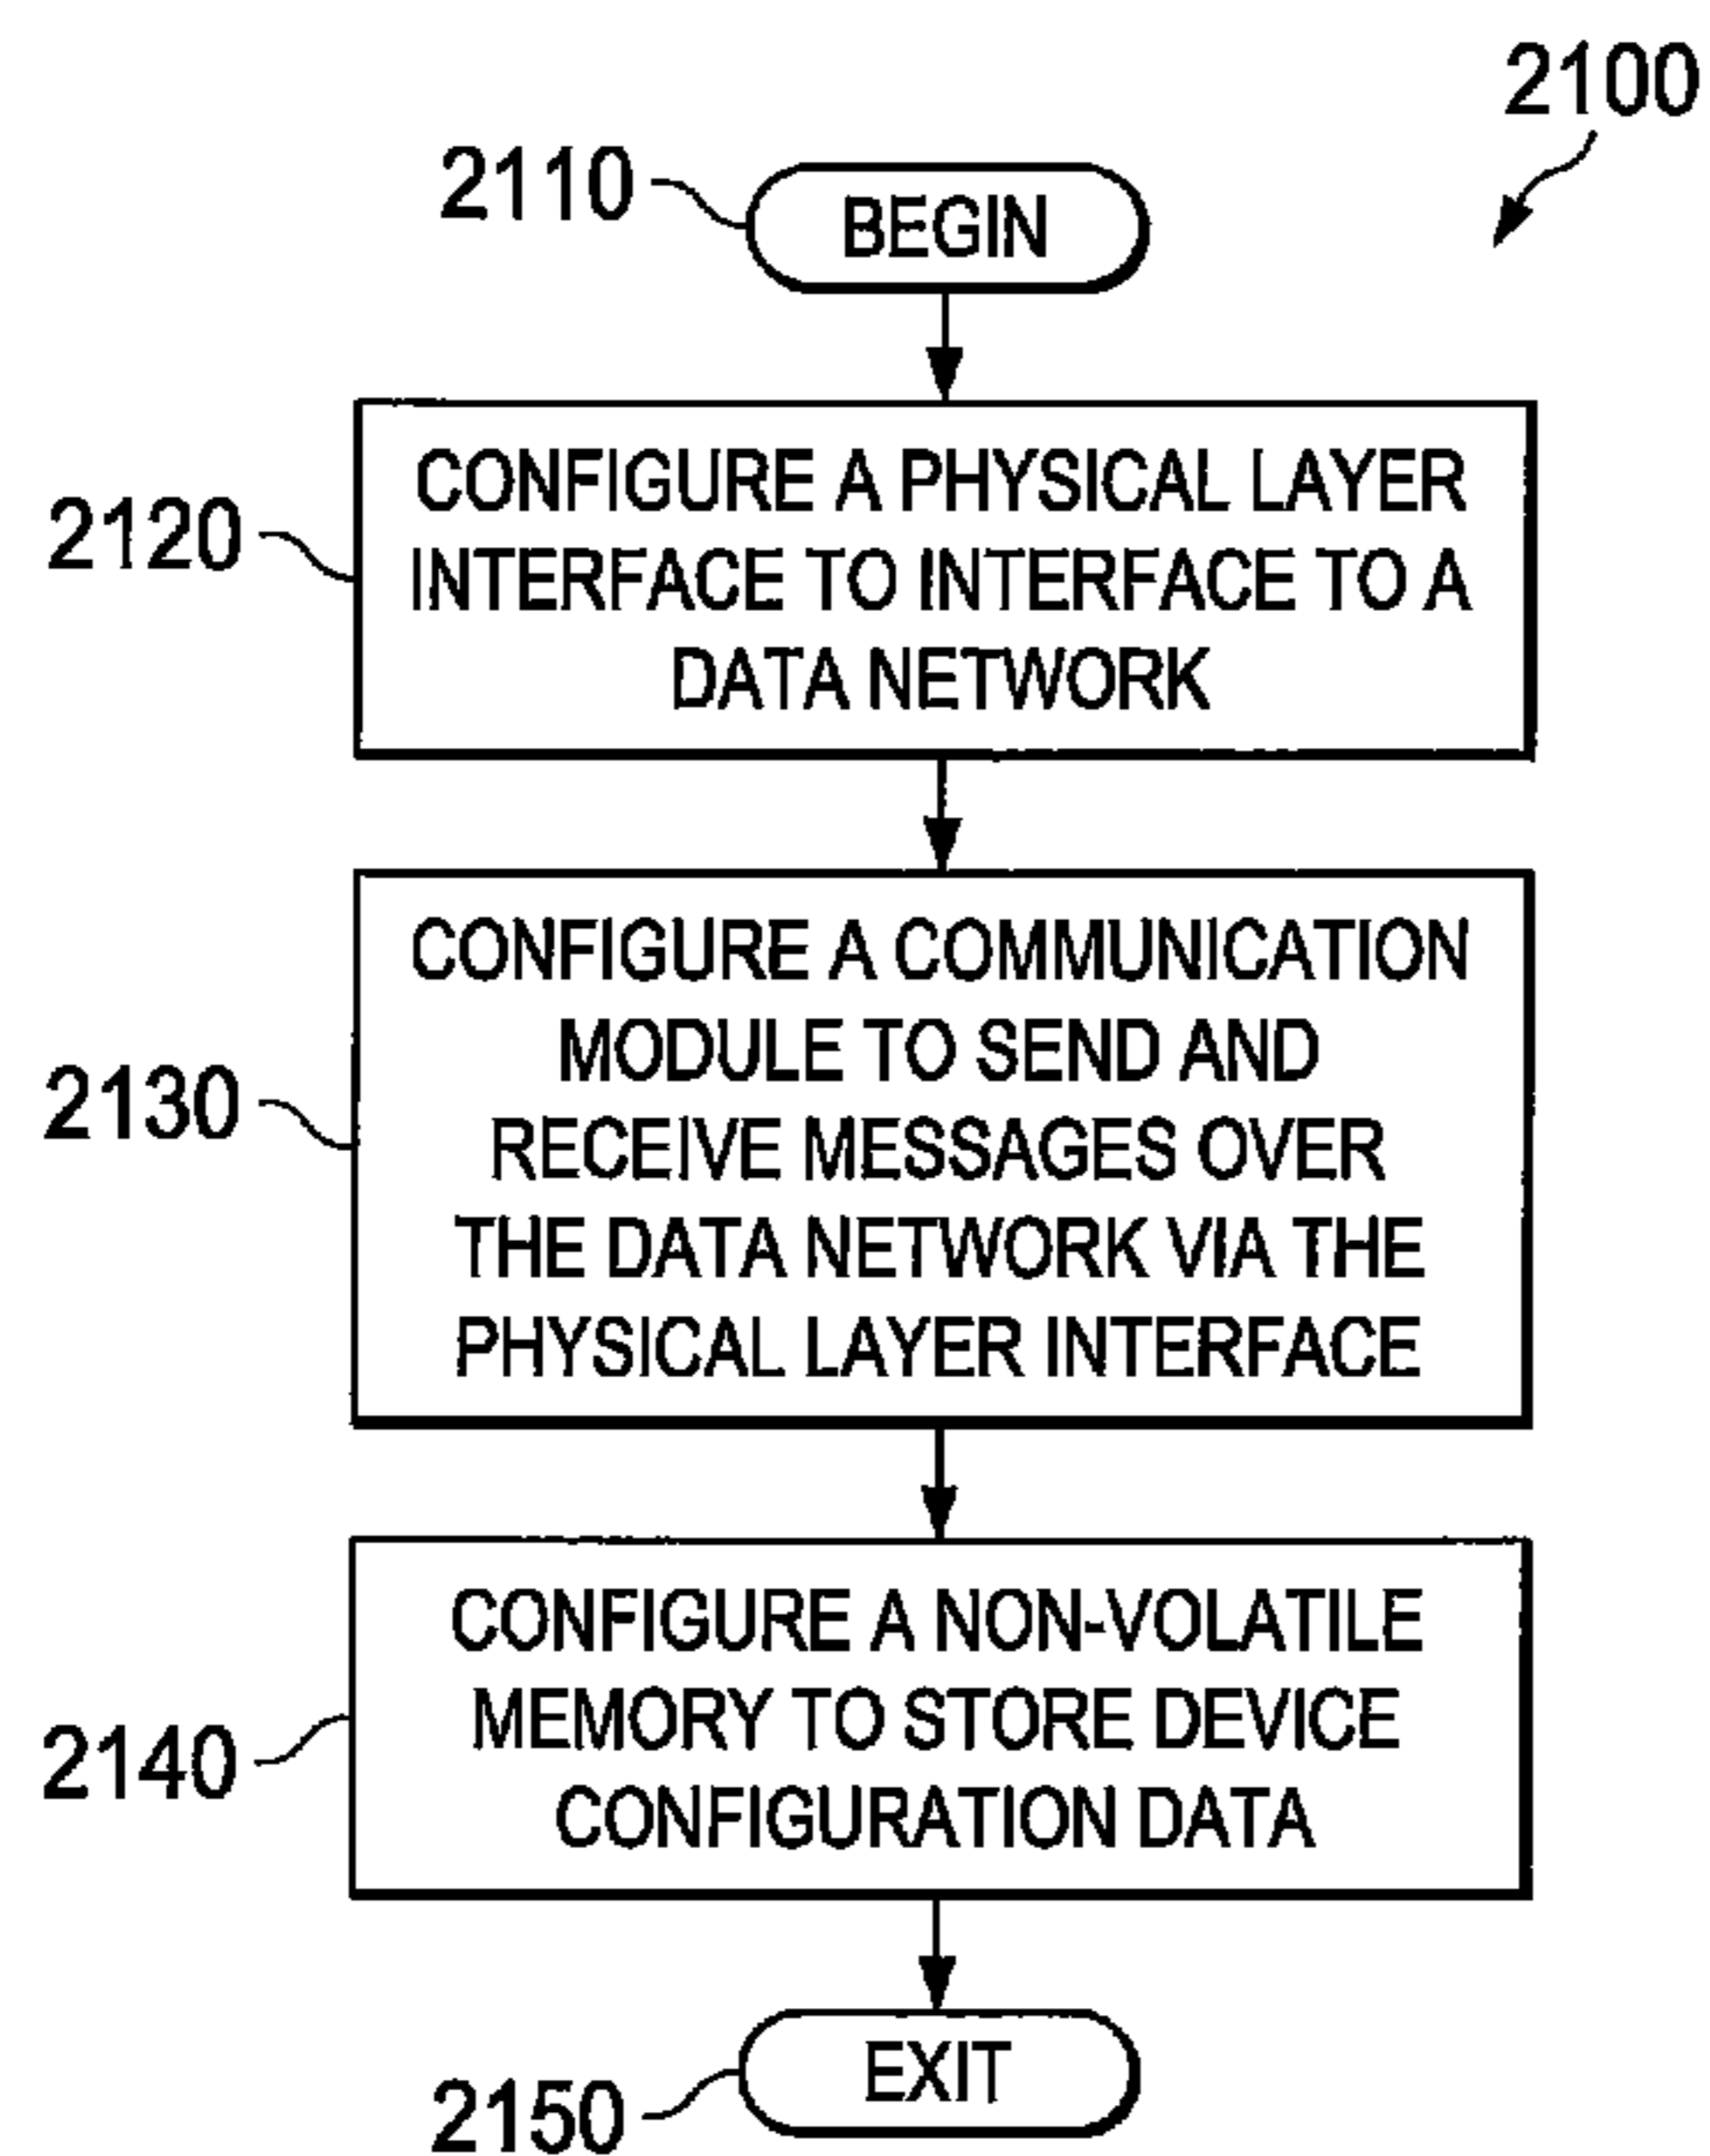 2100
2110
BEGIN
2120
CONFIGURE A PHYSICAL LAYER
INTERFACE TO INTERFACE TO A
DATA NETWORK
2130
CONFIGURE A COMMUNICATION
MODULE TO SEND AND
RECEIVE MESSAGES OVER
THE DATA NETWORK VIA THE
PHYSICAL LAYER INTERFACE
2140
CONFIGURE A NON-VOLATILE
MEMORY TO STORE DEVICE
CONFIGURATION DATA
2150
EXIT